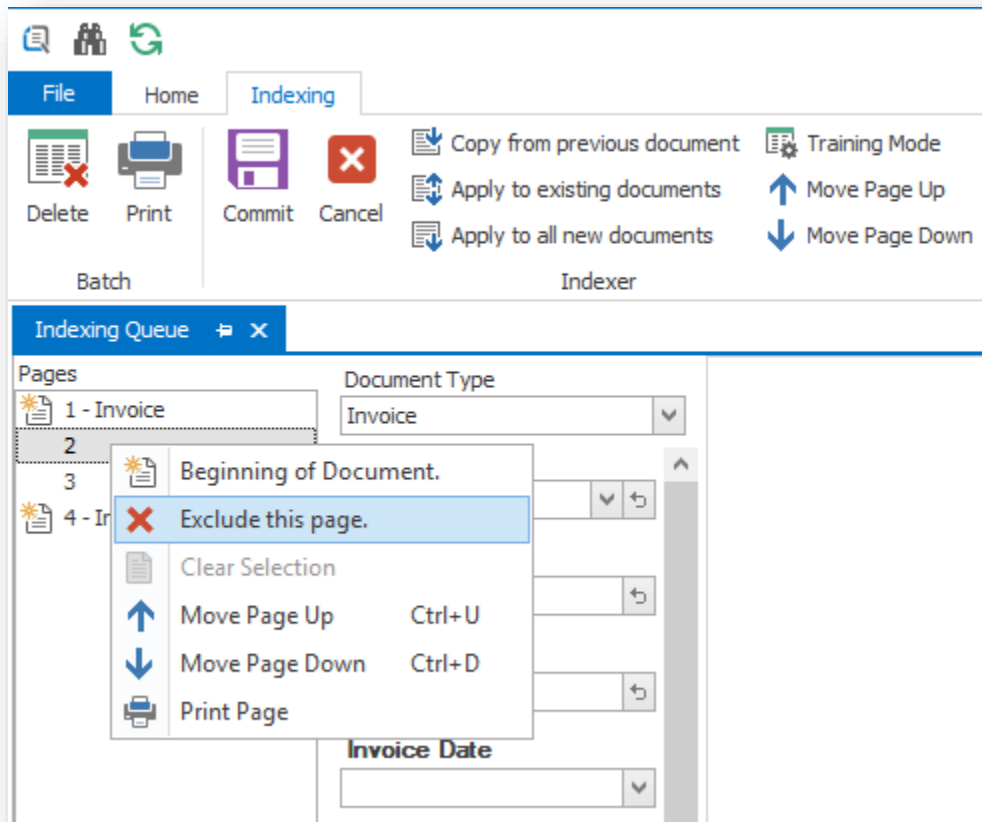 File Home Indexing
Copy from previous document Training Mode
Apply to existing documents Move Page Up
Delete Print Commit Cancel
Apply to all new documents Move Page Down
Batch Indexer
Indexing Queue
Pages
Document Type
1 - Invoice
Invoice
2
Beginning of Document.
3
4 - In
Exclude this page.
Clear Selection
Move Page Up Ctrl+U
Move Page Down Ctrl+D
Print Page
Invoice Date